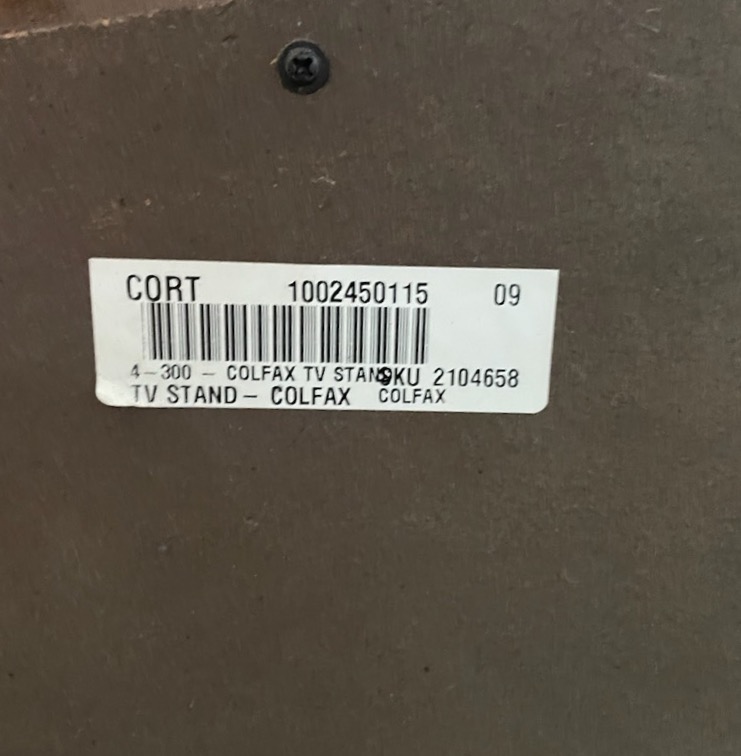 CORT 1002450115 09
4-300 - COLFAX TV STAND SKU 2104658
TV STAND - COLFAX COLFAX